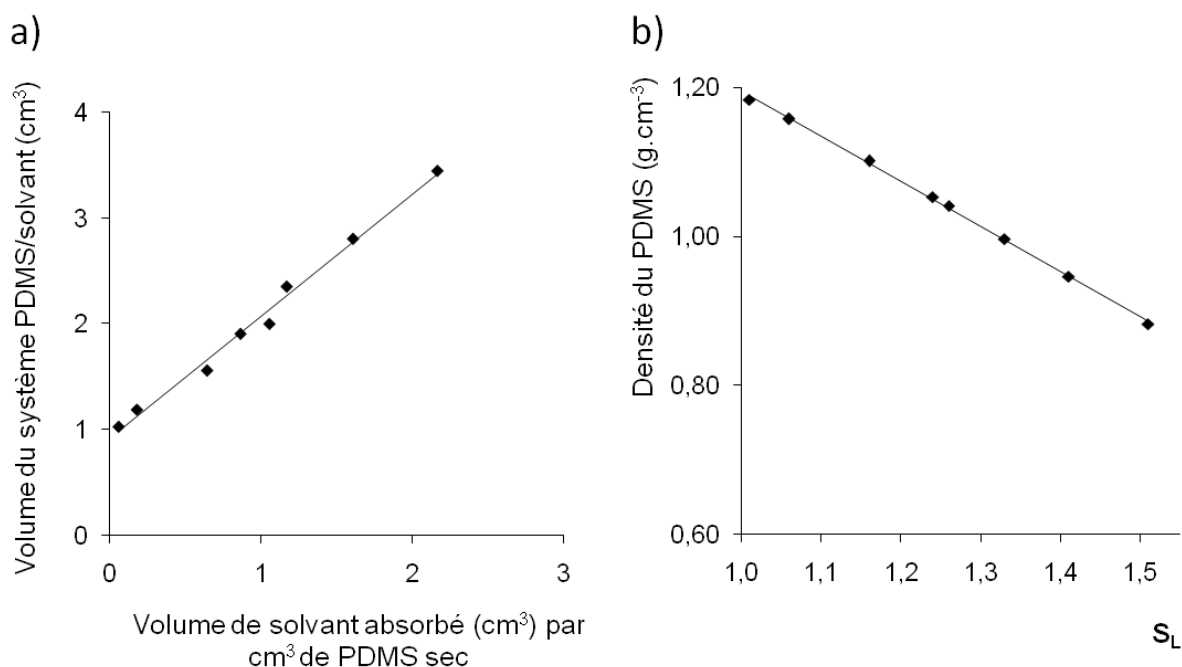 a)
Volume du système PDMS/solvant (cm³)
4
3
2
1
0
0 1 2 3
Volume de solvant absorbé (cm³) par
cm³ de PDMS sec
b)
Densité du PDMS (g.cm⁻³)
1,20
1,00
0,80
0,60
1,0 1,1 1,2 1,3 1,4 1,5
S_L